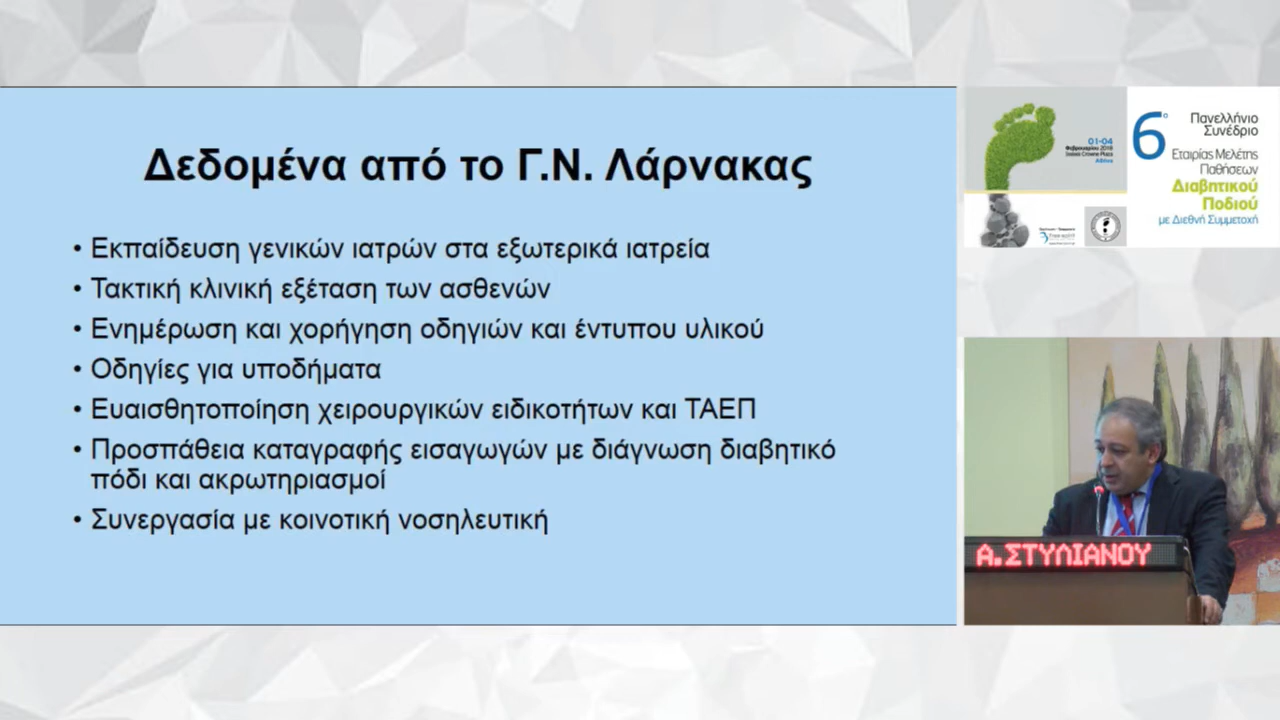 Δεδομένα από το Γ.Ν. Λάρνακας
• Εκπαίδευση γενικών ιατρών στα εξωτερικά ιατρεία
• Τακτική κλινική εξέταση των ασθενών
• Ενημέρωση και χορήγηση οδηγιών και έντυπου υλικού
• Οδηγίες για υποδήματα
• Ευαισθητοποίηση χειρουργικών ειδικοτήτων και ΤΑΕΠ
• Προσπάθεια καταγραφής εισαγωγών με διάγνωση διαβητικό
πόδι και ακρωτηριασμοί
• Συνεργασία με κοινοτική νοσηλευτική
01-04
Φεβρουαρίου 2018
Αθήνα
6ο
Πανελλήνιο
Συνέδριο
Εταιρίας Μελέτης
Παθήσεων
Διαβητικού
Ποδιού
με Διεθνή Συμμετοχή
Α.ΣΤΥΛΙΑΝΟΥ